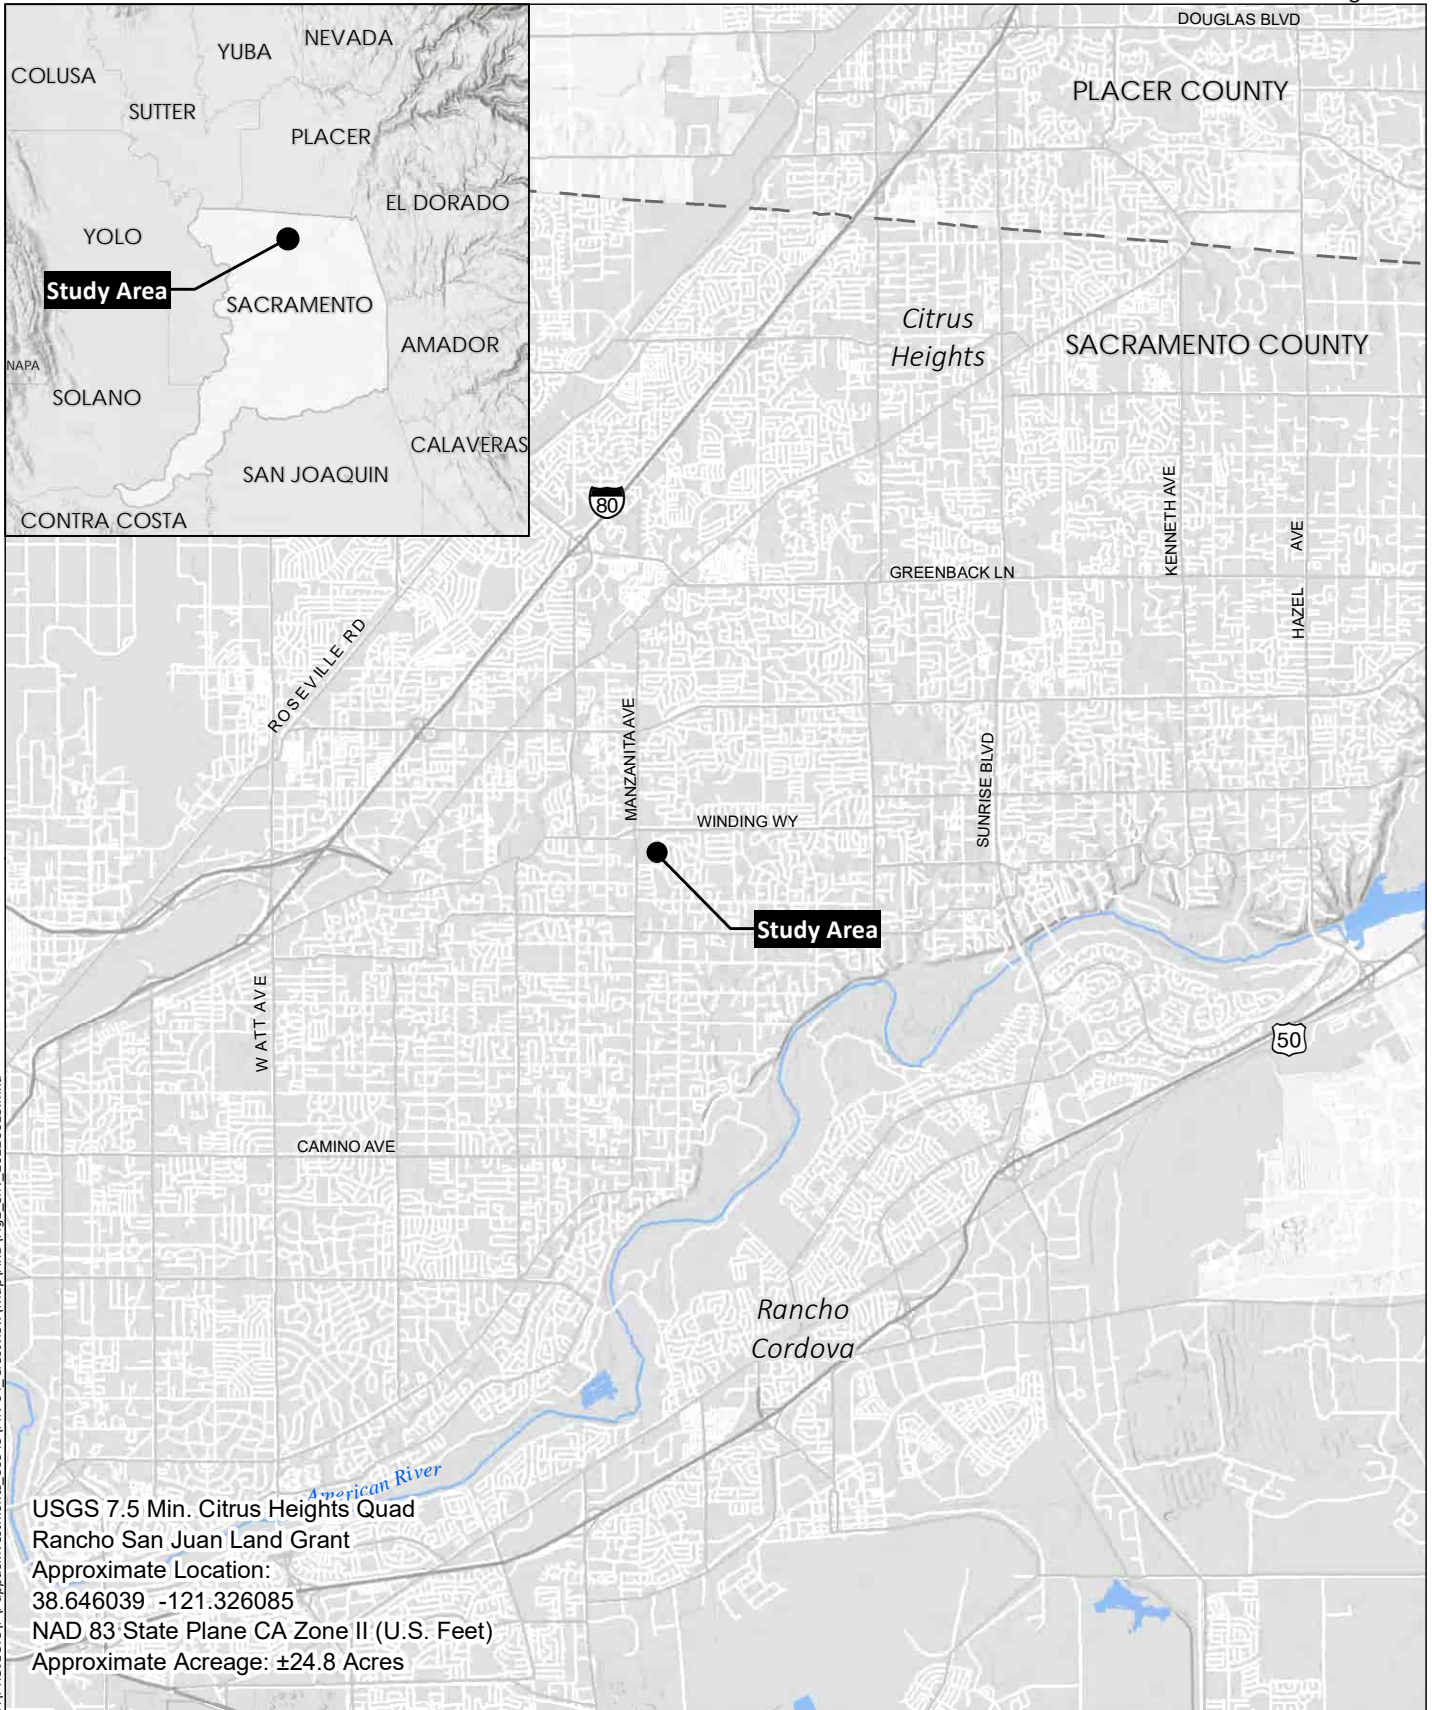 DOUGLAS BLVD
NEVADA
YUBA
COLUSA
SUTTER
PLACER
EL DORADO
YOLO
Study Area
SACRAMENTO
AMADOR
NAPA
SOLANO
CALAVERAS
SAN JOAQUIN
CONTRA COSTA
PLACER COUNTY
Citrus
Heights
SACRAMENTO COUNTY
80
KENNETH AVE
HAZEL AVE
GREENBACK LN
ROSEVILLE RD
MANZANITA AVE
SUNRISE BLVD
WINDING WY
Study Area
WATT AVE
50
CAMINO AVE
Rancho
Cordova
American River
USGS 7.5 Min. Citrus Heights Quad
Rancho San Juan Land Grant
Approximate Location:
38.646039 -121.326085
NAD 83 State Plane CA Zone II (U.S. Feet)
Approximate Acreage: ±24.8 Acres